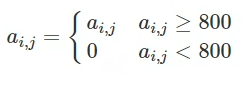 a_{i,j} = { a_{i,j}   a_{i,j} ≥ 800
0   a_{i,j} < 800